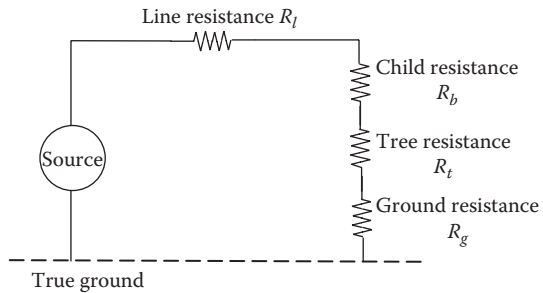 Line resistance R_l
Child resistance
R_b
Source
Tree resistance
R_t
Ground resistance
R_g
True ground